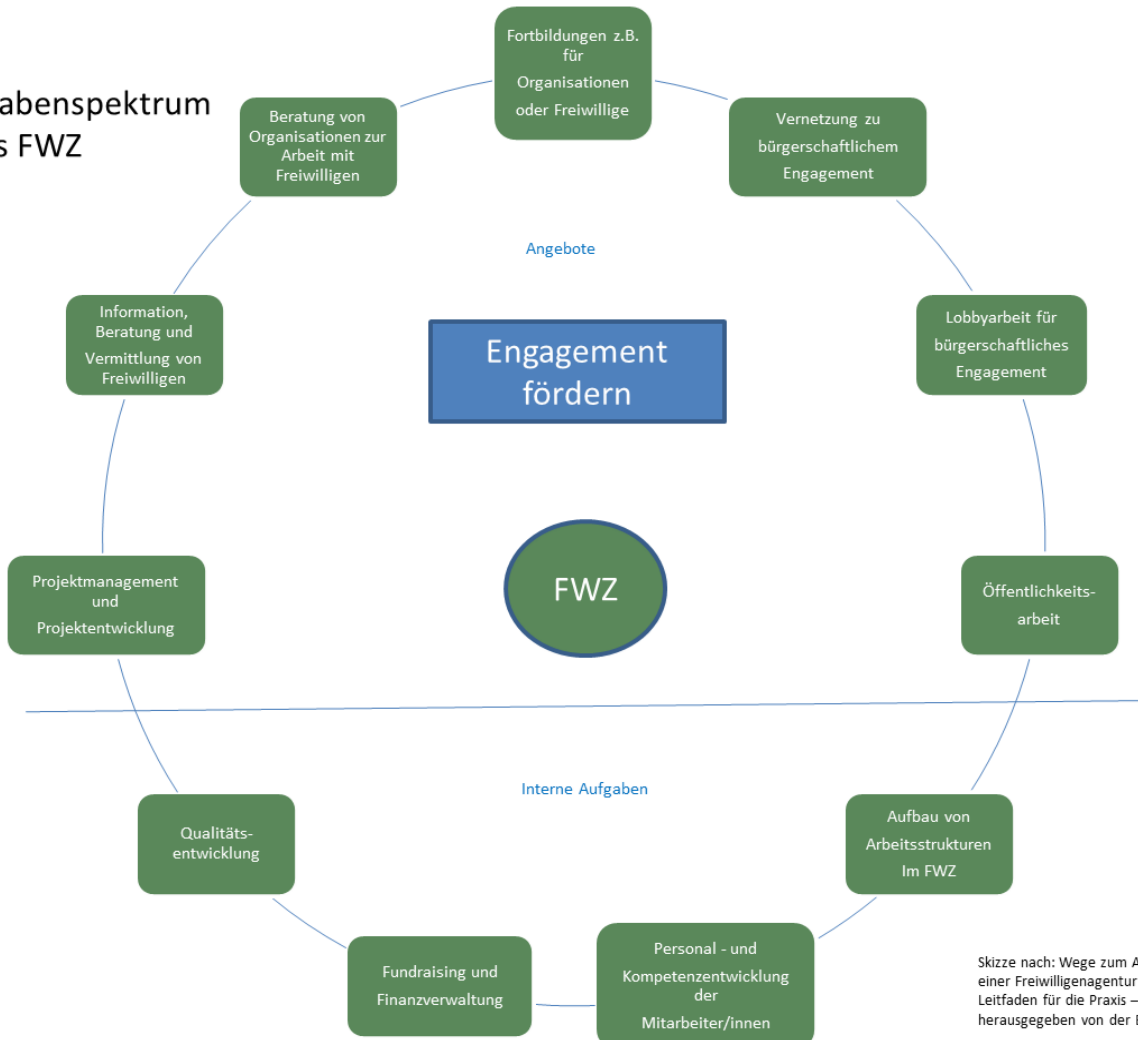 abenspektrum
s FWZ
Fortbildungen z.B.
für
Organisationen
oder Freiwillige
Beratung von
Organisationen zur
Arbeit mit
Freiwilligen
Vernetzung zu
bürgerschaftlichem
Engagement
Angebote
Information,
Beratung und
Vermittlung von
Freiwilligen
Engagement
fördern
Lobbyarbeit für
bürgerschaftliches
Engagement
Projektmanagement
und
Projektentwicklung
FWZ
Öffentlichkeits-
arbeit
Interne Aufgaben
Qualitäts-
entwicklung
Aufbau von
Arbeitsstrukturen
Im FWZ
Fundraising und
Finanzverwaltung
Personal - und
Kompetenzentwicklung
der
Mitarbeiter/innen
Skizze nach: Wege zum A
einer Freiwilligenagentur
Leitfaden für die Praxis –
herausgegeben von der